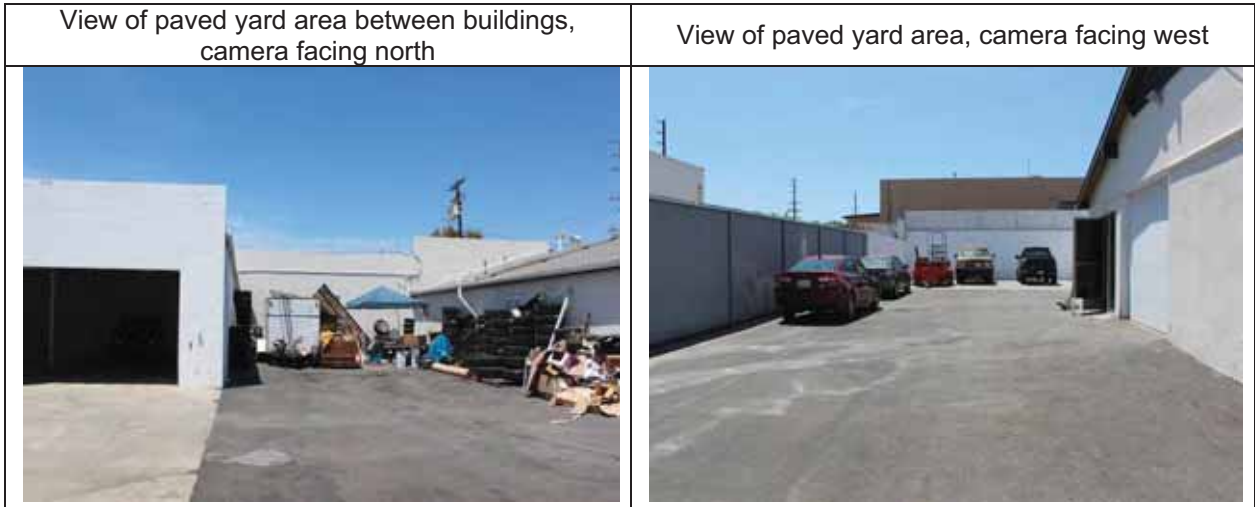 View of paved yard area between buildings,
camera facing north
View of paved yard area, camera facing west